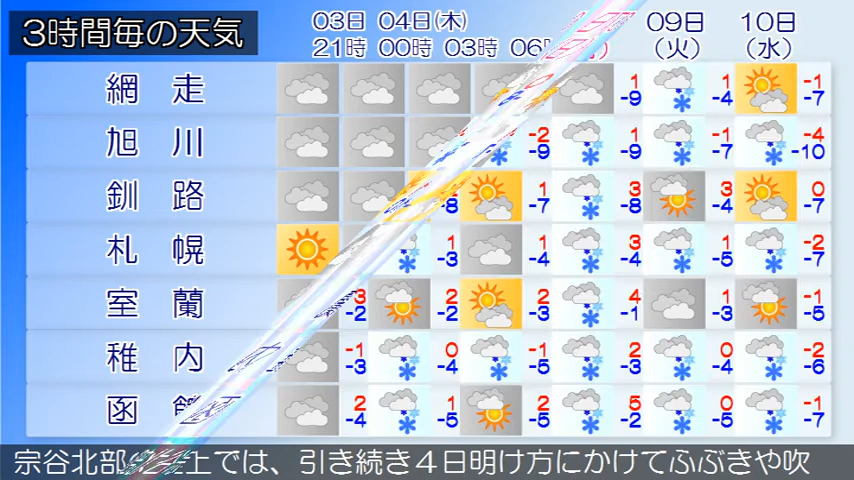 3時間毎の天気
03日 04日(木) 09日 10日
21時 00時 03時 06 (火) (水)
網走 1 -9 1 -4 -1 -7
旭川 -2 -9 1 -9 -1 -7 -4 -10
釧路 -8 1 -7 3 -8 3 -4 0 -7
札幌 1 -3 1 -4 3 -4 1 -5 -2 -7
室蘭 3 -2 2 -2 2 -3 4 -1 1 -3 -1 -5
稚内 -1 -3 0 -4 -1 -5 2 -3 0 -4 -2 -6
函 2 -4 1 -5 2 -5 5 -2 0 -5 -1 -7
宗谷北部 上では、引き続き4日明け方にかけてふぶきや吹